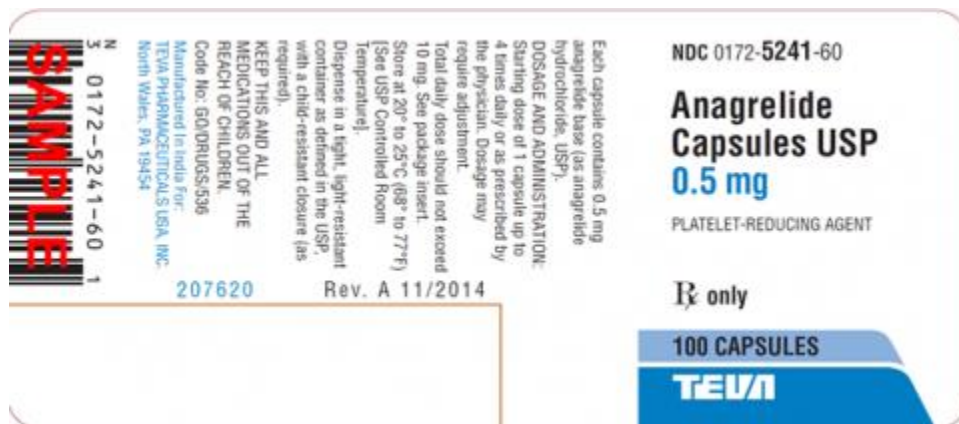 NDC 0172-5241-60
Anagrelide
Capsules USP
0.5 mg
PLATELET-REDUCING AGENT
Rx only
100 CAPSULES
TEVA
Each capsule contains 0.5 mg
anagrelide base (as anagrelide
hydrochloride, USP).
DOSAGE AND ADMINISTRATION:
Starting dose of 1 capsule up to
4 times daily or as prescribed by
the physician. Dosage may
require adjustment.
Total daily dose should not exceed
10 mg. See package insert.
Store at 20° to 25°C (68° to 77°F)
[See USP Controlled Room
Temperature].
Dispense in a tight, light-resistant
container as defined in the USP,
with a child-resistant closure (as
required).
KEEP THIS AND ALL
MEDICATIONS OUT OF THE
REACH OF CHILDREN.
Code No: GO/DRUGS/536
Manufactured In India For:
TEVA PHARMACEUTICALS USA, INC.
North Wales, PA 19454
N
3 0172-5241-60 1
SAMPLE
207620 Rev. A 11/2014